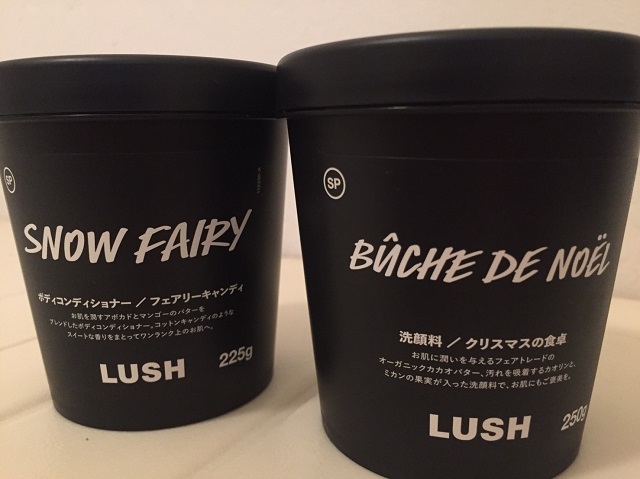 SP
SNOW FAIRY
ボディコンディショナー／フェアリーキャンディ
お肌を潤すアボカドとマンゴーのバターを
ブレンドしたボディコンディショナー。コットンキャンディのような
スイートな香りをまとってワンランク上のお肌へ。
225g
LUSH
SP
BÛCHE DE NOËL
洗顔料／クリスマスの食卓
お肌に潤いを与えるフェアトレードの
オーガニックカカオバター、汚れを吸着するカオリンと、
ミカンの果実が入った洗顔料で、お肌にもご褒美を。
250g
LUSH